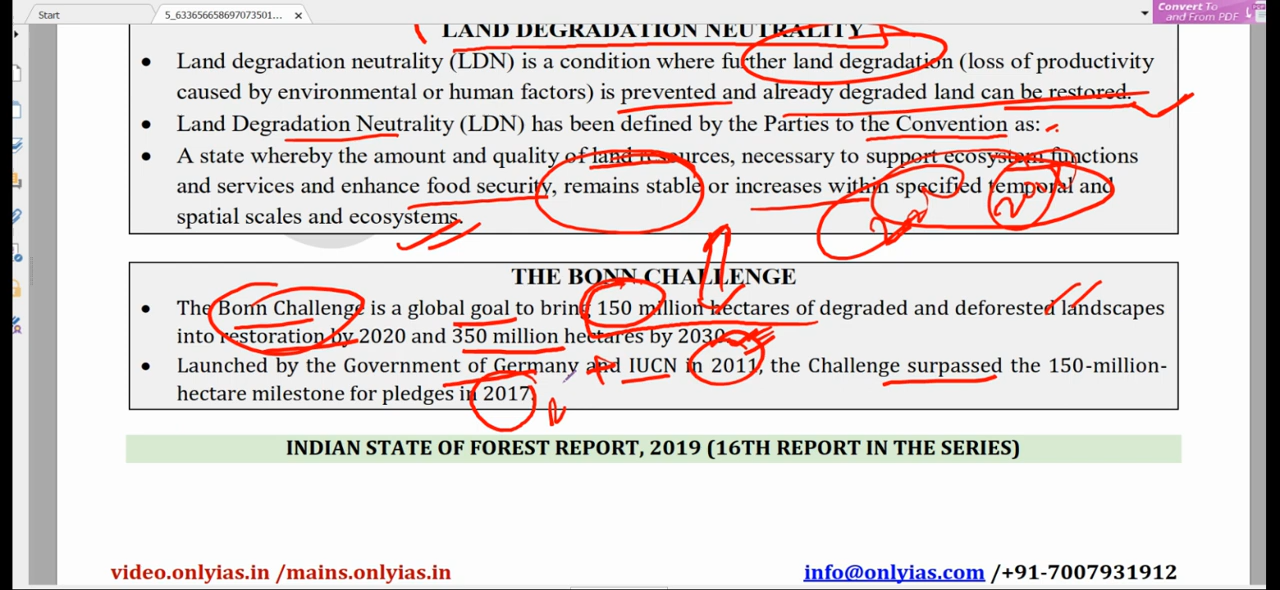 Start
5_633656658697073501...
Convert To
and From PDF
LAND DEGRADATION NEUTRALITY
• Land degradation neutrality (LDN) is a condition where further land degradation (loss of productivity
caused by environmental or human factors) is prevented and already degraded land can be restored.
• Land Degradation Neutrality (LDN) has been defined by the Parties to the Convention as:
• A state whereby the amount and quality of land resources, necessary to support ecosystem functions
and services and enhance food security, remains stable or increases within specified temporal and
spatial scales and ecosystems.
THE BONN CHALLENGE
• The Bonn Challenge is a global goal to bring 150 million hectares of degraded and deforested landscapes
into restoration by 2020 and 350 million hectares by 2030.
• Launched by the Government of Germany and IUCN in 2011, the Challenge surpassed the 150-million-
hectare milestone for pledges in 2017.
INDIAN STATE OF FOREST REPORT, 2019 (16TH REPORT IN THE SERIES)
video.onlyias.in /mains.onlyias.in
info@onlyias.com /+91-7007931912